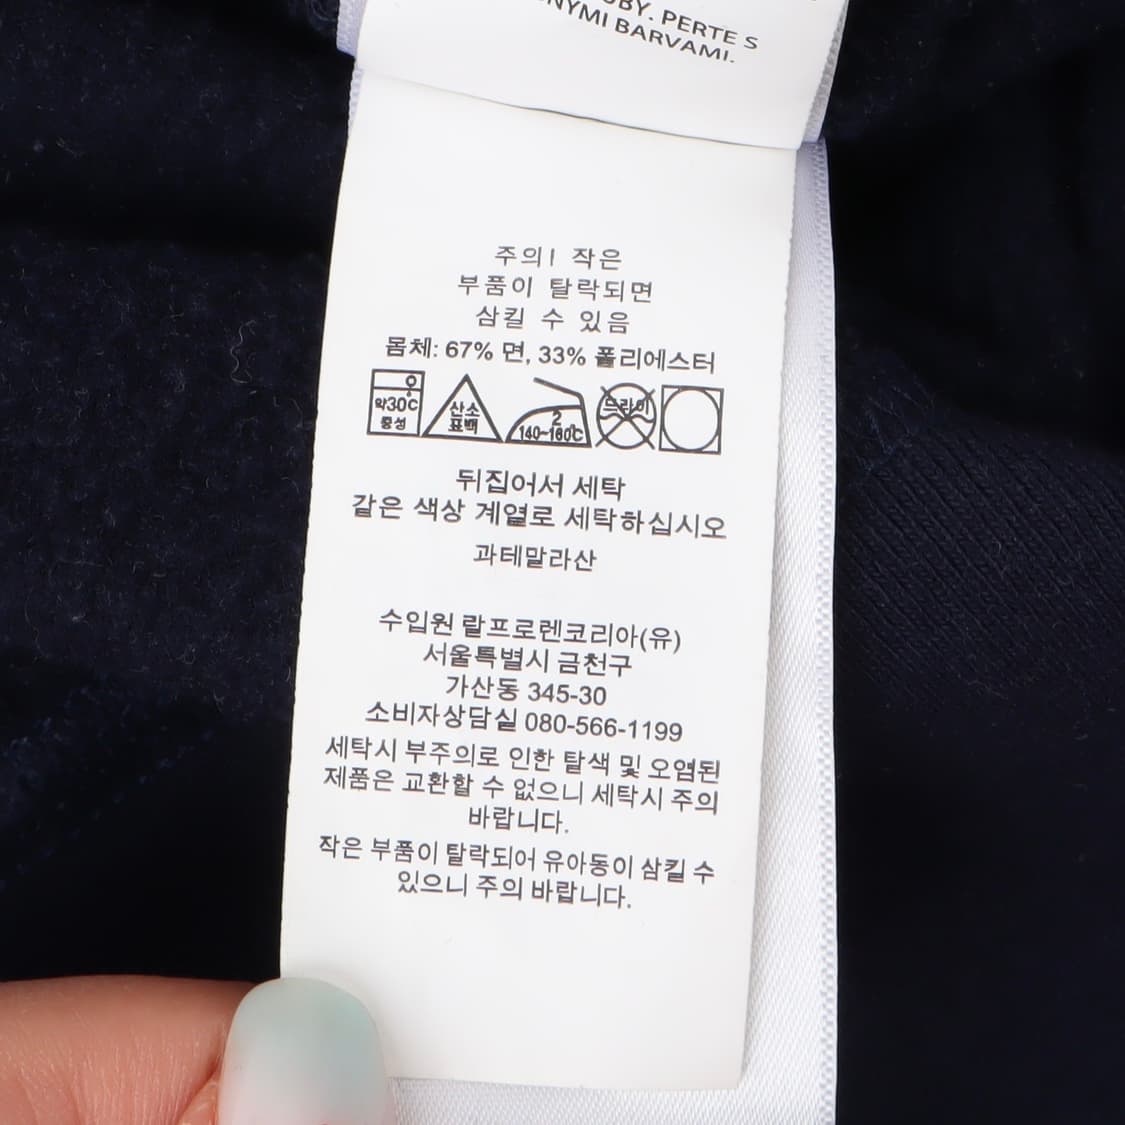 PERTE S
BARVAMI.
주의! 작은
부품이 탈락되면
삼킬 수 있음
몸체: 67% 면, 33% 폴리에스터
약30C 산소 2 드라이
중성 표백 140~160C
뒤집어서 세탁
같은 색상 계열로 세탁하십시오
과테말라산
수입원 랄프로렌코리아(유)
서울특별시 금천구
가산동 345-30
소비자상담실 080-566-1199
세탁시 부주의로 인한 탈색 및 오염된
제품은 교환할 수 없으니 세탁시 주의
바랍니다.
작은 부품이 탈락되어 유아동이 삼킬 수
있으니 주의 바랍니다.